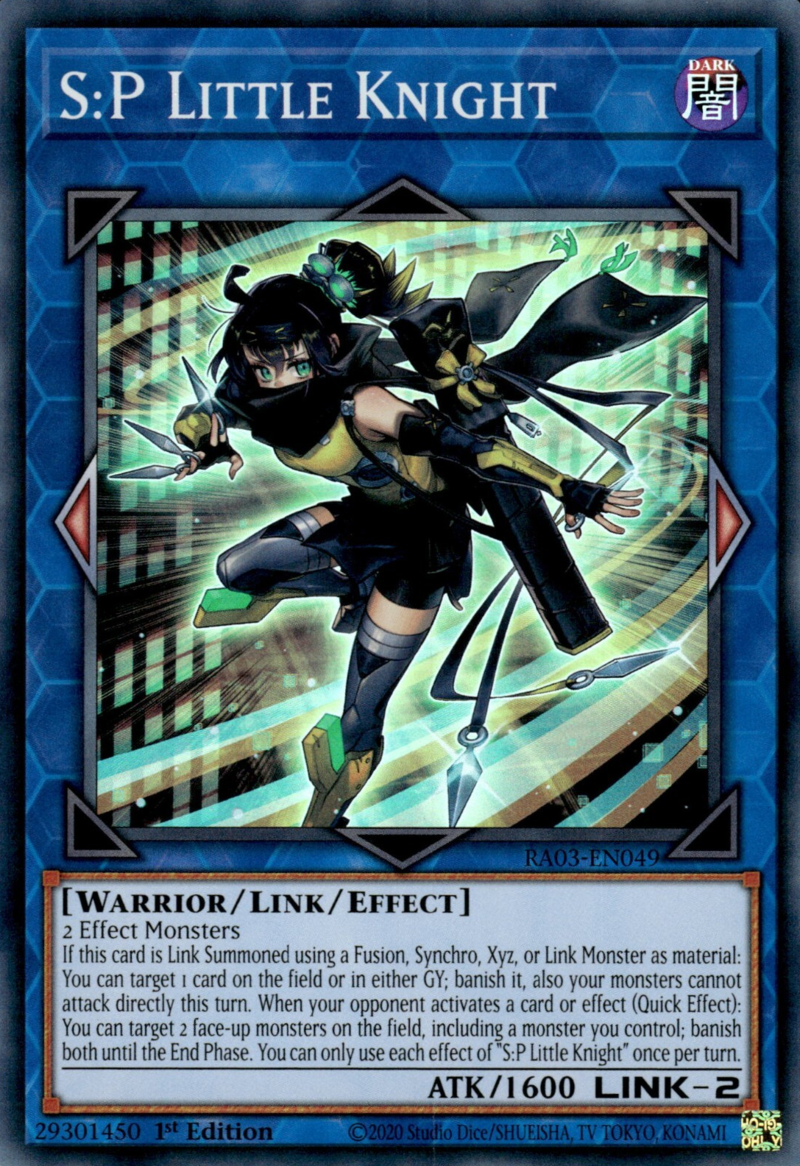 S:P LITTLE KNIGHT
DARK
闇
RA03-EN049
[WARRIOR/LINK/EFFECT]
2 Effect Monsters
If this card is Link Summoned using a Fusion, Synchro, Xyz, or Link Monster as material:
You can target 1 card on the field or in either GY; banish it, also your monsters cannot
attack directly this turn. When your opponent activates a card or effect (Quick Effect):
You can target 2 face-up monsters on the field, including a monster you control; banish
both until the End Phase. You can only use each effect of "S:P Little Knight" once per turn.
ATK/1600 LINK-2
29301450 1st Edition ©2020 Studio Dice/SHUEISHA, TV TOKYO, KONAMI